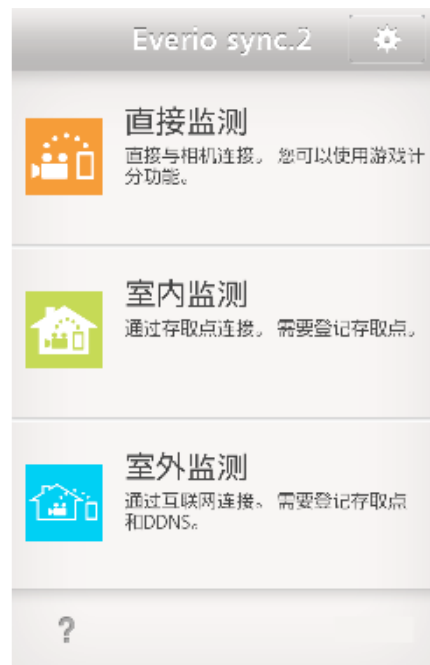 Everio sync.2
直接监测
直接与相机连接。 您可以使用游戏计
分功能。
室内监测
通过存取点连接。 需要登记存取点。
室外监测
通过互联网连接。 需要登记存取点
和DDNS。
?